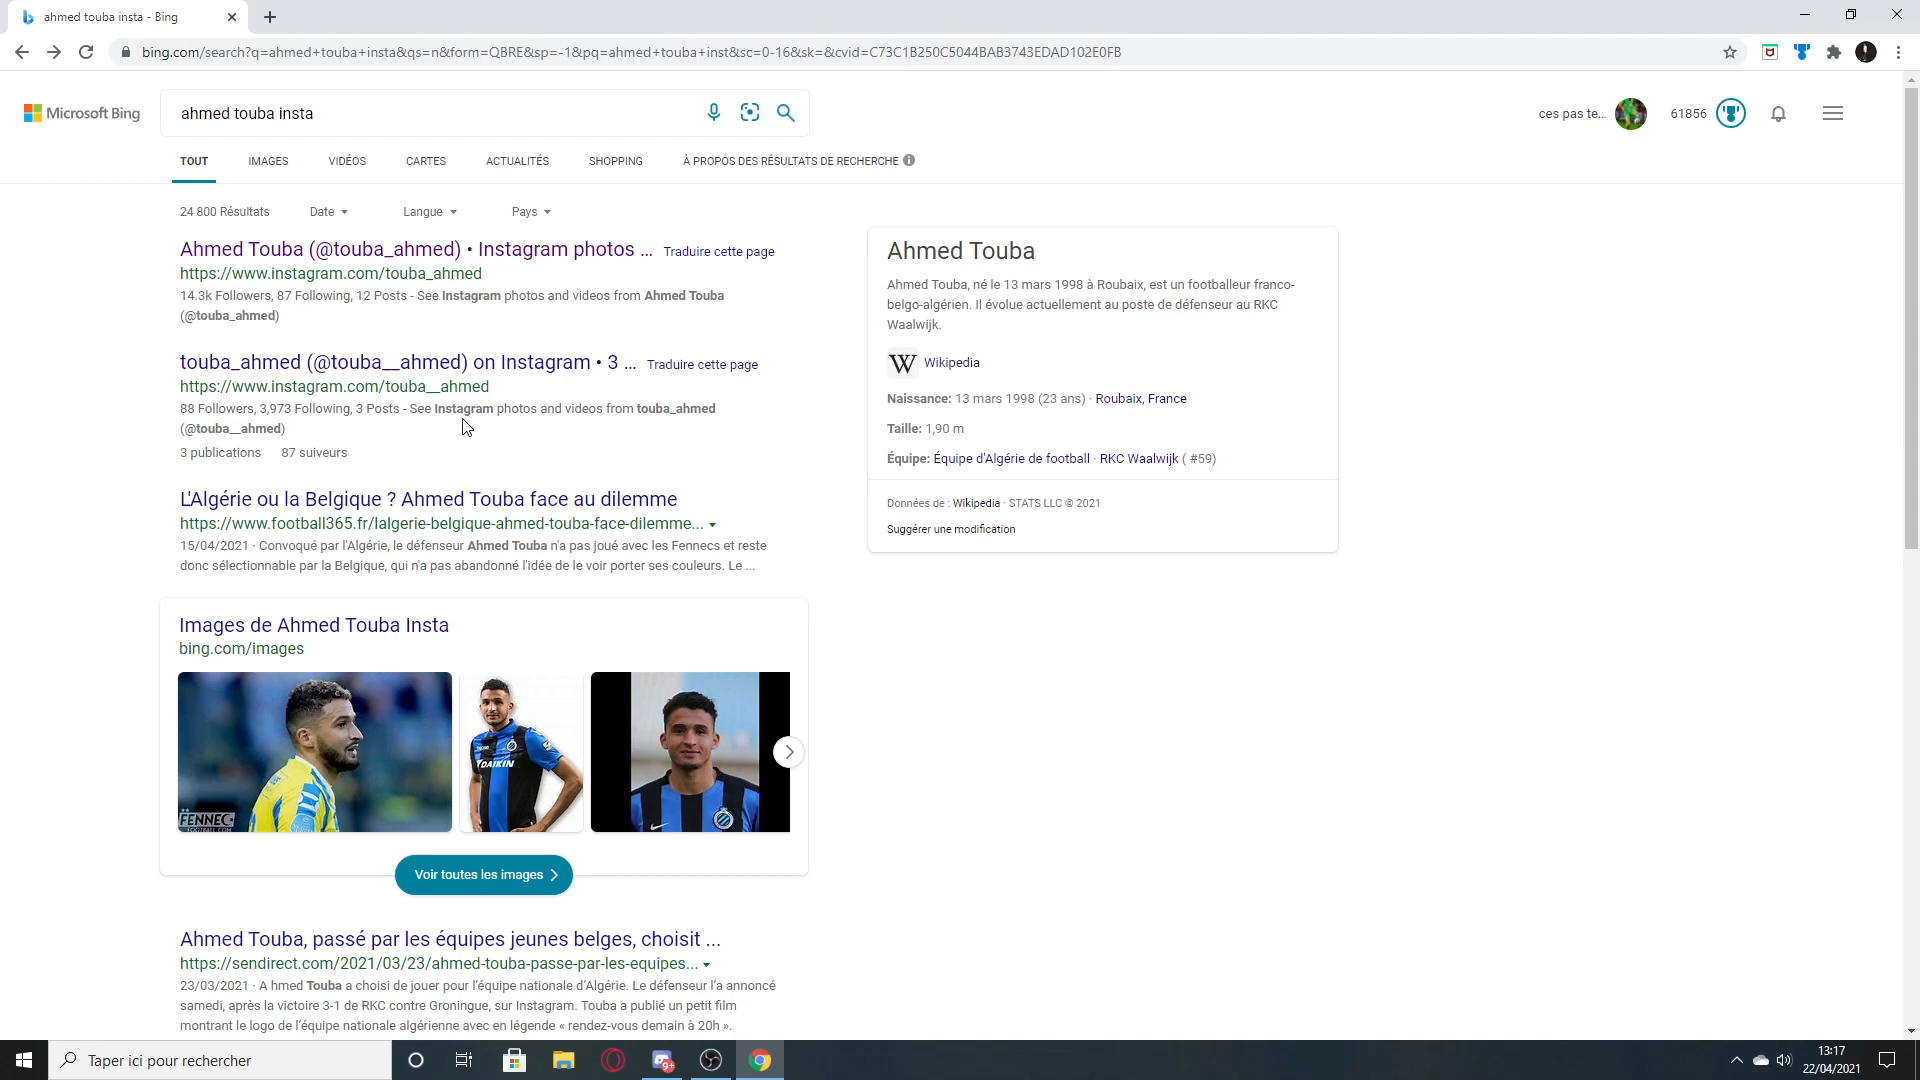 ahmed touba insta - Bing
bing.com/search?q=ahmed+touba+insta&qs=n&form=QBRE&sp=-1&pq=ahmed+touba+inst&sc=0-16&sk=&cvid=C73C1B250C5044BAB3743EDAD102E0FB
Microsoft Bing
ahmed touba insta
ces pas te...
61856
TOUT IMAGES VIDÉOS CARTES ACTUALITÉS SHOPPING À PROPOS DES RÉSULTATS DE RECHERCHE
24 800 Résultats Date Langue Pays
Ahmed Touba (@touba_ahmed) • Instagram photos ... Traduire cette page
https://www.instagram.com/touba_ahmed
14.3k Followers, 87 Following, 12 Posts - See Instagram photos and videos from Ahmed Touba
(@touba_ahmed)
touba_ahmed (@touba__ahmed) on Instagram • 3 ... Traduire cette page
https://www.instagram.com/touba__ahmed
88 Followers, 3,973 Following, 3 Posts - See Instagram photos and videos from touba_ahmed
(@touba__ahmed)
3 publications 87 suiveurs
L'Algérie ou la Belgique ? Ahmed Touba face au dilemme
https://www.football365.fr/lalgerie-belgique-ahmed-touba-face-dilemme...
15/04/2021 · Convoqué par l'Algérie, le défenseur Ahmed Touba n'a pas joué avec les Fennecs et reste
donc sélectionnable par la Belgique, qui n'a pas abandonné l'idée de le voir porter ses couleurs. Le ...
Images de Ahmed Touba Insta
bing.com/images
FENNEC
FOOTBALL.COM
DAIKIN
Voir toutes les images
Ahmed Touba, passé par les équipes jeunes belges, choisit ...
https://sendirect.com/2021/03/23/ahmed-touba-passe-par-les-equipes...
23/03/2021 · A hmed Touba a choisi de jouer pour l'équipe nationale d'Algérie. Le défenseur l'a annoncé
samedi, après la victoire 3-1 de RKC contre Groningue, sur Instagram. Touba a publié un petit film
montrant le logo de l'équipe nationale algérienne avec en légende « rendez-vous demain à 20h ».
Ahmed Touba
Ahmed Touba, né le 13 mars 1998 à Roubaix, est un footballeur franco-
belgo-algérien. Il évolue actuellement au poste de défenseur au RKC
Waalwijk.
W Wikipedia
Naissance: 13 mars 1998 (23 ans) · Roubaix, France
Taille: 1,90 m
Équipe: Équipe d'Algérie de football · RKC Waalwijk ( #59)
Données de : Wikipedia · STATS LLC © 2021
Suggérer une modification
Taper ici pour rechercher
9+
13:17
22/04/2021